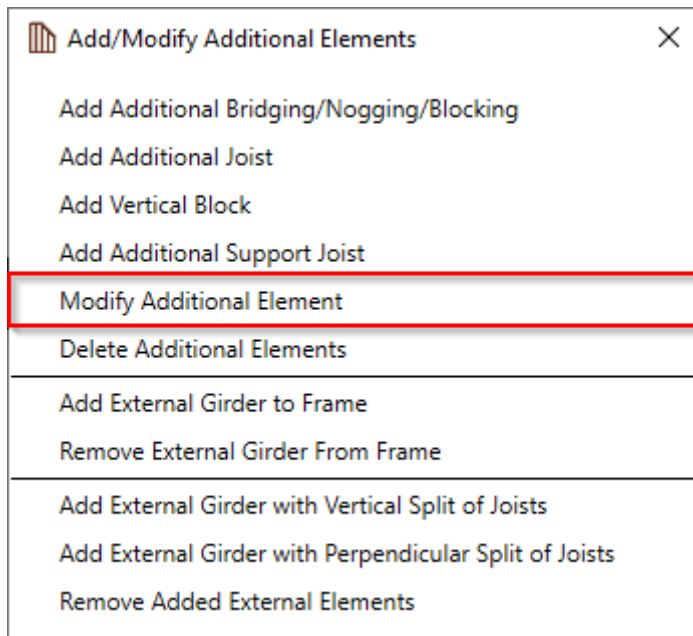 Add/Modify Additional Elements
Add Additional Bridging/Nogging/Blocking
Add Additional Joist
Add Vertical Block
Add Additional Support Joist
Modify Additional Element
Delete Additional Elements
Add External Girder to Frame
Remove External Girder From Frame
Add External Girder with Vertical Split of Joists
Add External Girder with Perpendicular Split of Joists
Remove Added External Elements